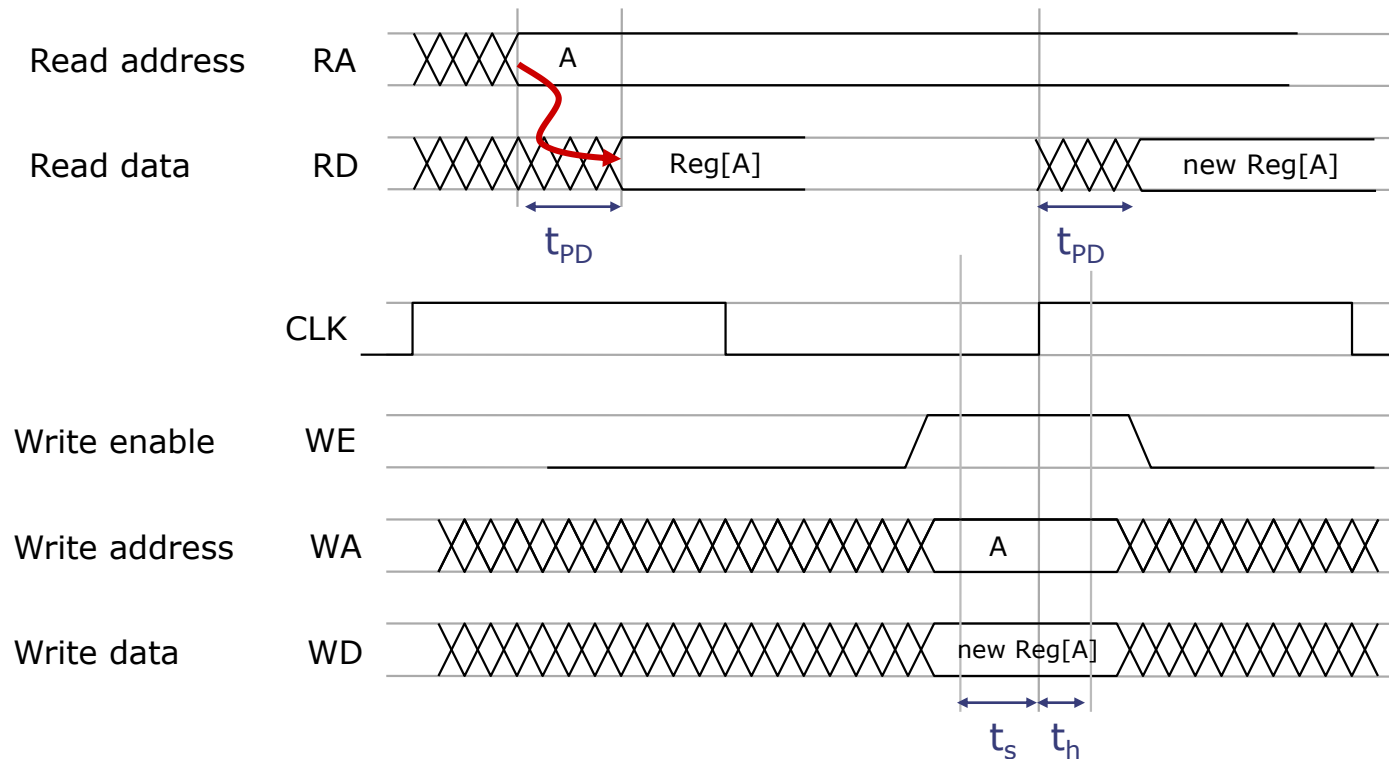 Read address RA A
Read data RD Reg[A] new Reg[A]
tPD tPD
CLK
Write enable WE
Write address WA A
Write data WD new Reg[A]
ts th